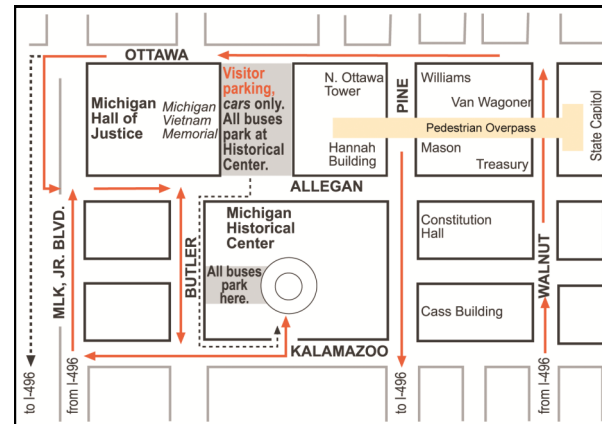 OTTAWA
Visitor
parking,
cars only.
All buses
park at
Historical
Center.
Michigan
Hall of
Justice
Michigan
Vietnam
Memorial
N. Ottawa
Tower
Hannah
Building
PINE
Williams
Van Wagoner
Pedestrian Overpass
Mason
Treasury
State Capitol
ALLEGAN
MLK, JR. BLVD.
BUTLER
Michigan
Historical
Center
All buses
park
here.
Constitution
Hall
Cass Building
WALNUT
KALAMAZOO
to I-496
from I-496
to I-496
from I-496